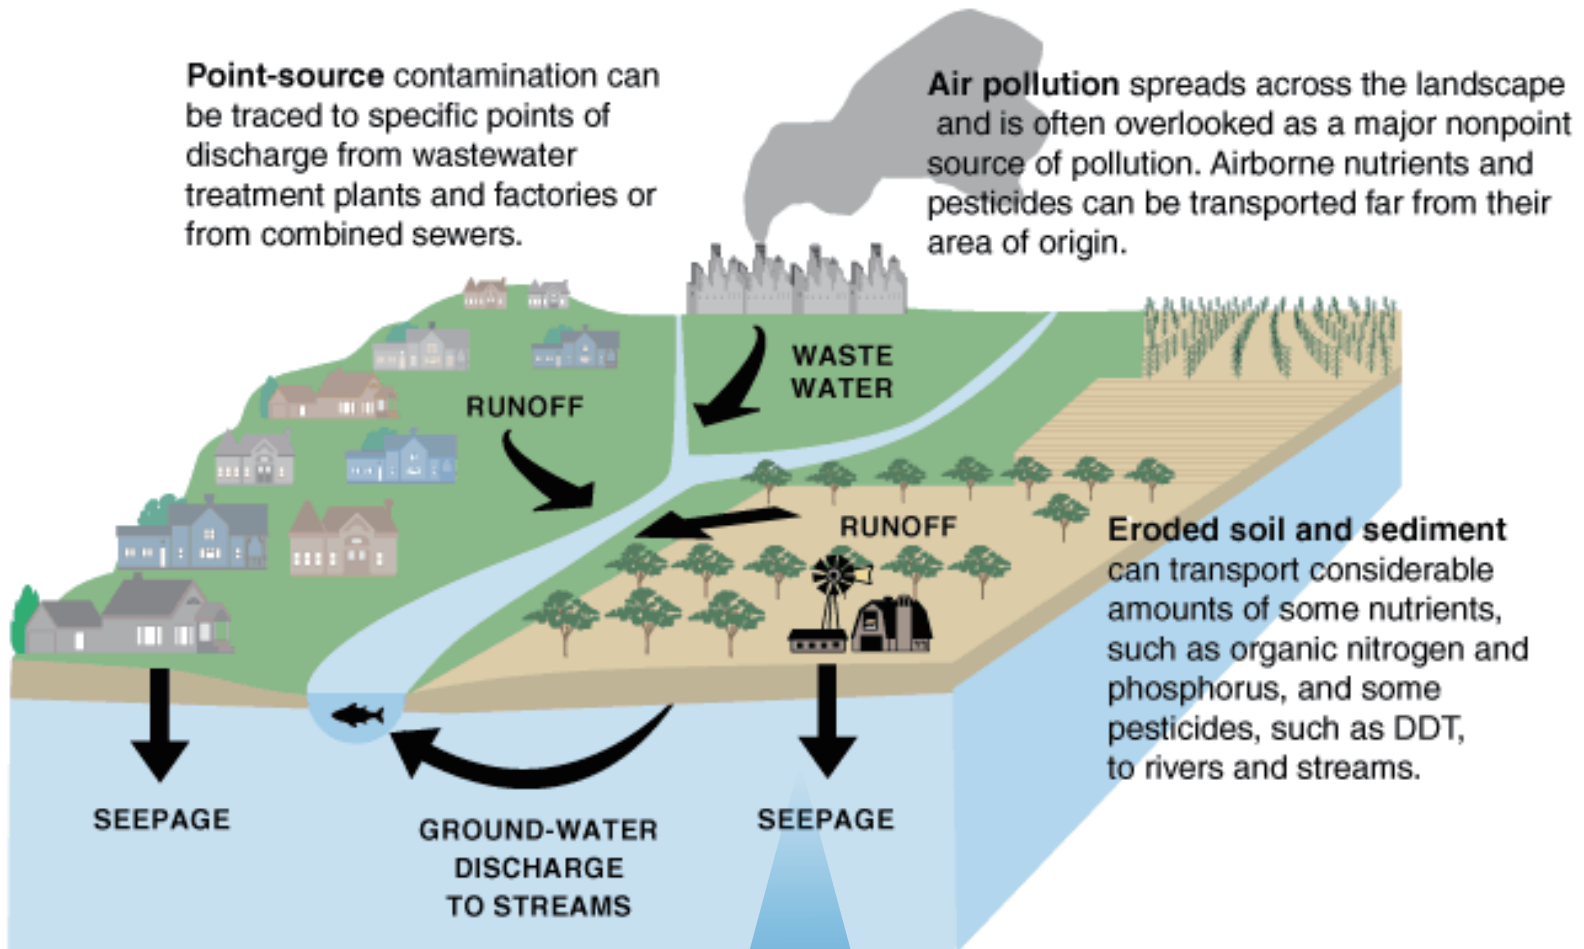 Point-source contamination can
be traced to specific points of
discharge from wastewater
treatment plants and factories or
from combined sewers.
Air pollution spreads across the landscape
and is often overlooked as a major nonpoint
source of pollution. Airborne nutrients and
pesticides can be transported far from their
area of origin.
WASTE
WATER
RUNOFF
RUNOFF
Eroded soil and sediment
can transport considerable
amounts of some nutrients,
such as organic nitrogen and
phosphorus, and some
pesticides, such as DDT,
to rivers and streams.
SEEPAGE
GROUND-WATER
DISCHARGE
TO STREAMS
SEEPAGE